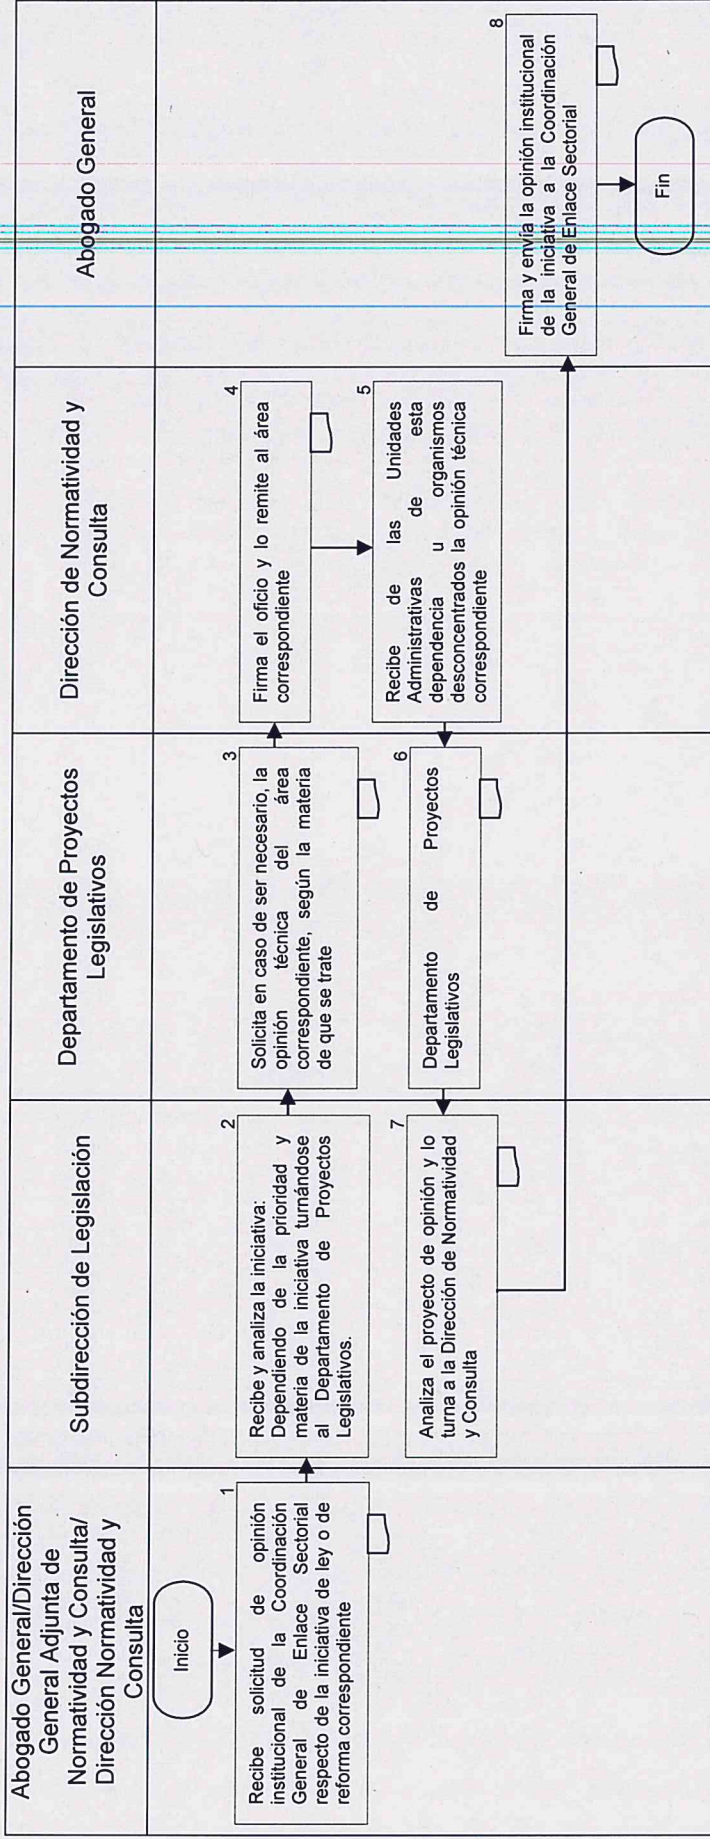 Abogado General/Dirección
General Adjunta de
Normatividad y Consulta/
Dirección Normatividad y
Consulta
Subdirección de Legislación
Departamento de Proyectos
Legislativos
Dirección de Normatividad y
Consulta
Abogado General
Inicio
1
Recibe solicitud de opinión
institucional de la Coordinación
General de Enlace Sectorial
respecto de la iniciativa de ley o de
reforma correspondiente
2
Recibe y analiza la iniciativa:
Dependiendo de la prioridad y
materia de la iniciativa turnándose
al Departamento de Proyectos
Legislativos.
3
Solicita en caso de ser necesario, la
opinión técnica del área
correspondiente, según la materia
de que se trate
4
Firma el oficio y lo remite al área
correspondiente
5
Recibe de las Unidades
Administrativas de esta
dependencia u organismos
desconcentrados la opinión técnica
correspondiente
6
Departamento de Proyectos
Legislativos
7
Analiza el proyecto de opinión y lo
turna a la Dirección de Normatividad
y Consulta
8
Firma y envía la opinión institucional
de la iniciativa a la Coordinación
General de Enlace Sectorial
Fin